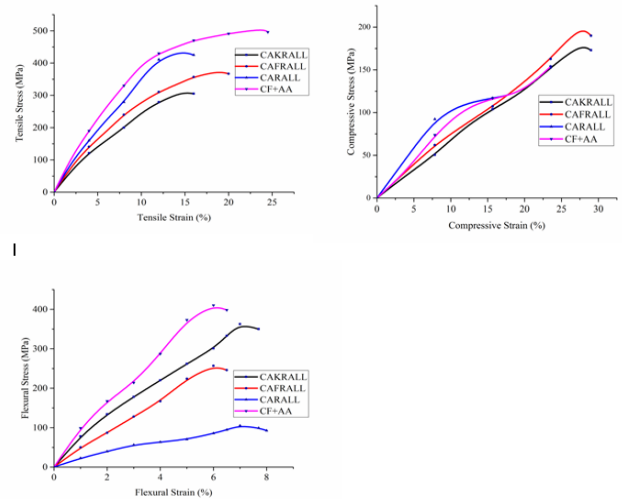 500
400
300
200
100
0
Tensile Stress (MPa)
CAKRALL
CAFRALL
CARALL
CF+AA
0 5 10 15 20 25
Tensile Strain (%)
200
150
100
50
0
Compressive Stress (MPa)
CAKRALL
CAFRALL
CARALL
CF+AA
0 5 10 15 20 25 30
Compressive Strain (%)
400
300
200
100
0
Flexural Stress (MPa)
CAKRALL
CAFRALL
CARALL
CF+AA
0 2 4 6 8
Flexural Strain (%)